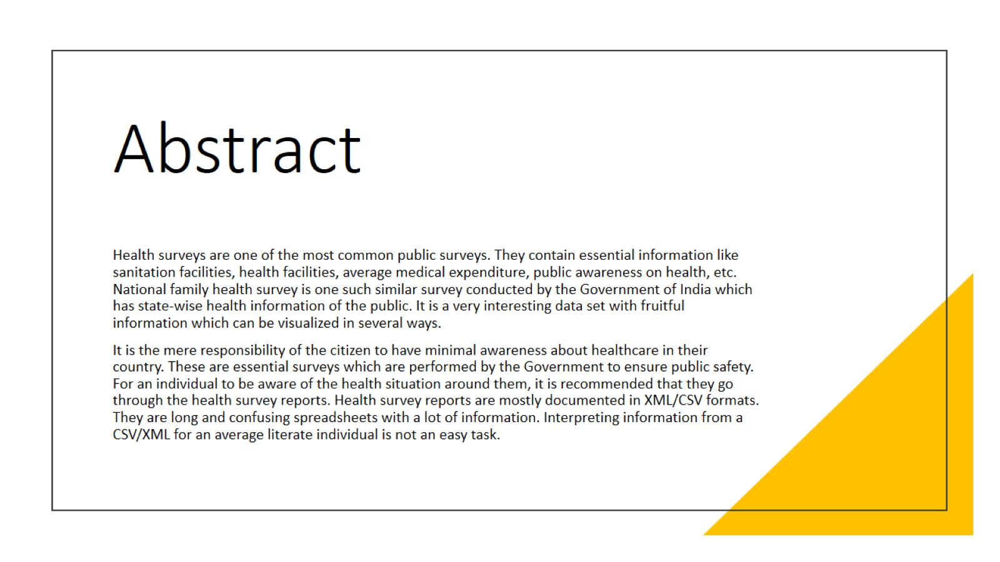 Abstract
Health surveys are one of the most common public surveys. They contain essential information like
sanitation facilities, health facilities, average medical expenditure, public awareness on health, etc.
National family health survey is one such similar survey conducted by the Government of India which
has state-wise health information of the public. It is a very interesting data set with fruitful
information which can be visualized in several ways.
It is the mere responsibility of the citizen to have minimal awareness about healthcare in their
country. These are essential surveys which are performed by the Government to ensure public safety.
For an individual to be aware of the health situation around them, it is recommended that they go
through the health survey reports. Health survey reports are mostly documented in XML/CSV formats.
They are long and confusing spreadsheets with a lot of information. Interpreting information from a
CSV/XML for an average literate individual is not an easy task.